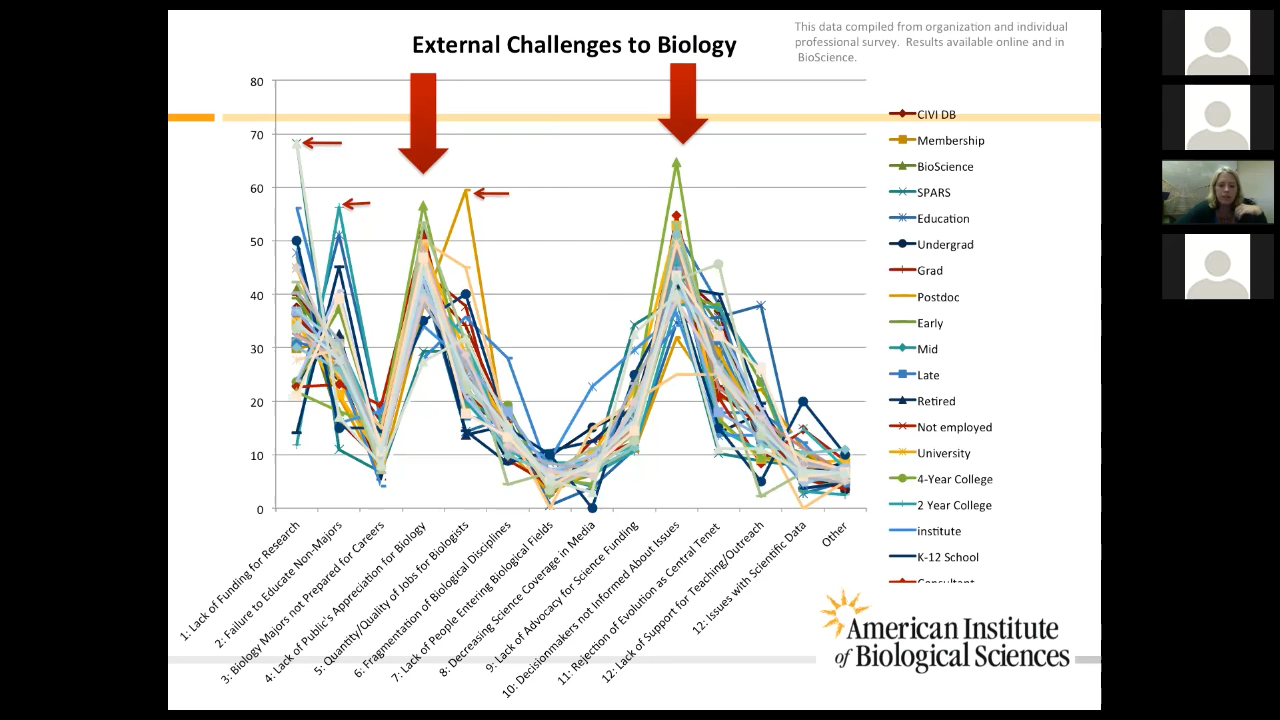 External Challenges to Biology
This data compiled from organization and individual
professional survey. Results available online and in
BioScience.
80
70
60
50
40
30
20
10
0
1: Lack of Funding for Research
2: Failure to Educate Non-Majors
3: Biology Majors not Prepared for Careers
4: Lack of Public's Appreciation for Biology
5: Quantity/Quality of Jobs for Biologists
6: Fragmentation of Biological Disciplines
7: Lack of People Entering Biological Fields
8: Decreasing Science Coverage in Media
9: Lack of Advocacy for Science Funding
10: Decisionmakers not Informed About Issues
11: Rejection of Evolution as Central Tenet
12: Lack of Support for Teaching/Outreach
12: Issues with Scientific Data
Other
CIVI DB
Membership
BioScience
SPARS
Education
Undergrad
Grad
Postdoc
Early
Mid
Late
Retired
Not employed
University
4-Year College
2 Year College
institute
K-12 School
Consultant
American Institute
of Biological Sciences